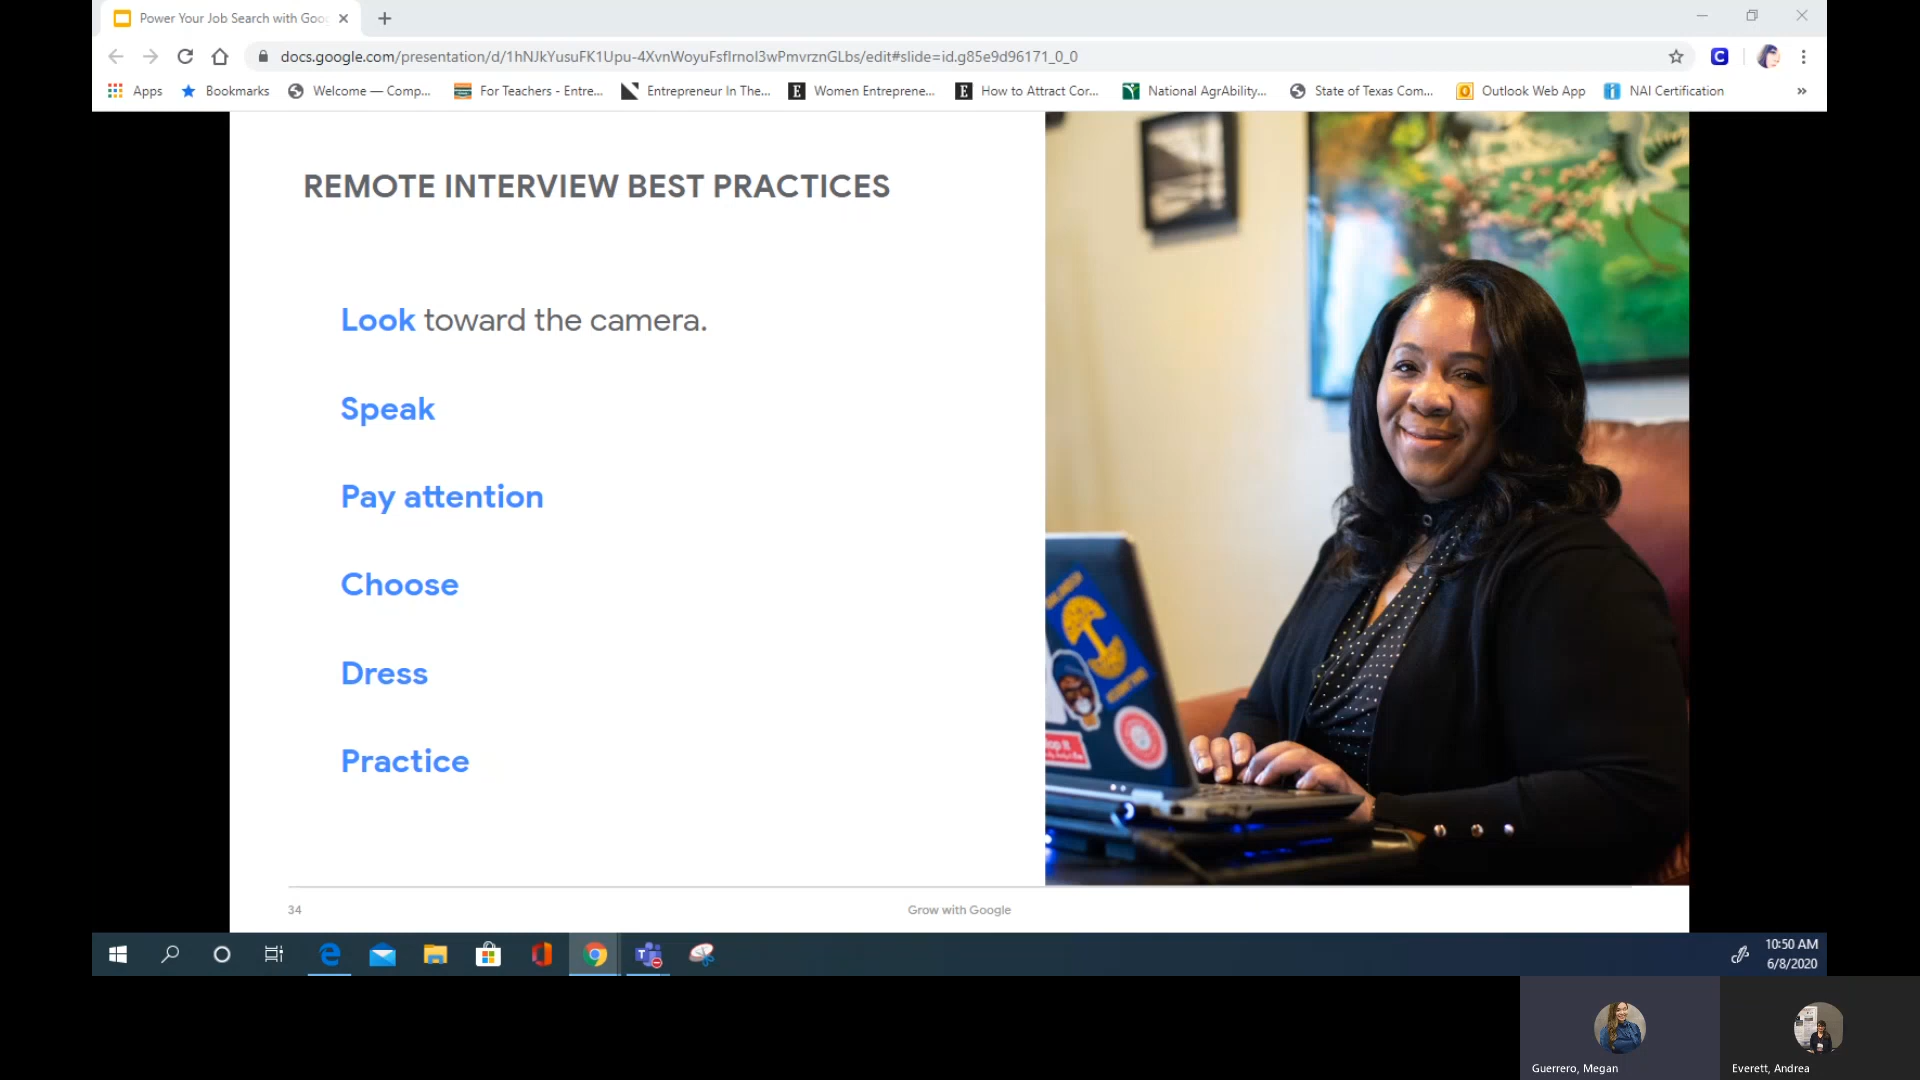 Power Your Job Search with Goo
docs.google.com/presentation/d/1hNJkYusuFK1Upu-4XvnWoyuFsflrnoI3wPmvrznGLbs/edit#slide=id.g85e9d96171_0_0
Apps Bookmarks Welcome — Comp... For Teachers - Entre... Entrepreneur In The... Women Entreprene... How to Attract Cor... National AgrAbility... State of Texas Com... Outlook Web App NAI Certification »
REMOTE INTERVIEW BEST PRACTICES
Look toward the camera.
Speak
Pay attention
Choose
Dress
Practice
34
Grow with Google
10:50 AM
6/8/2020
Guerrero, Megan
Everett, Andrea